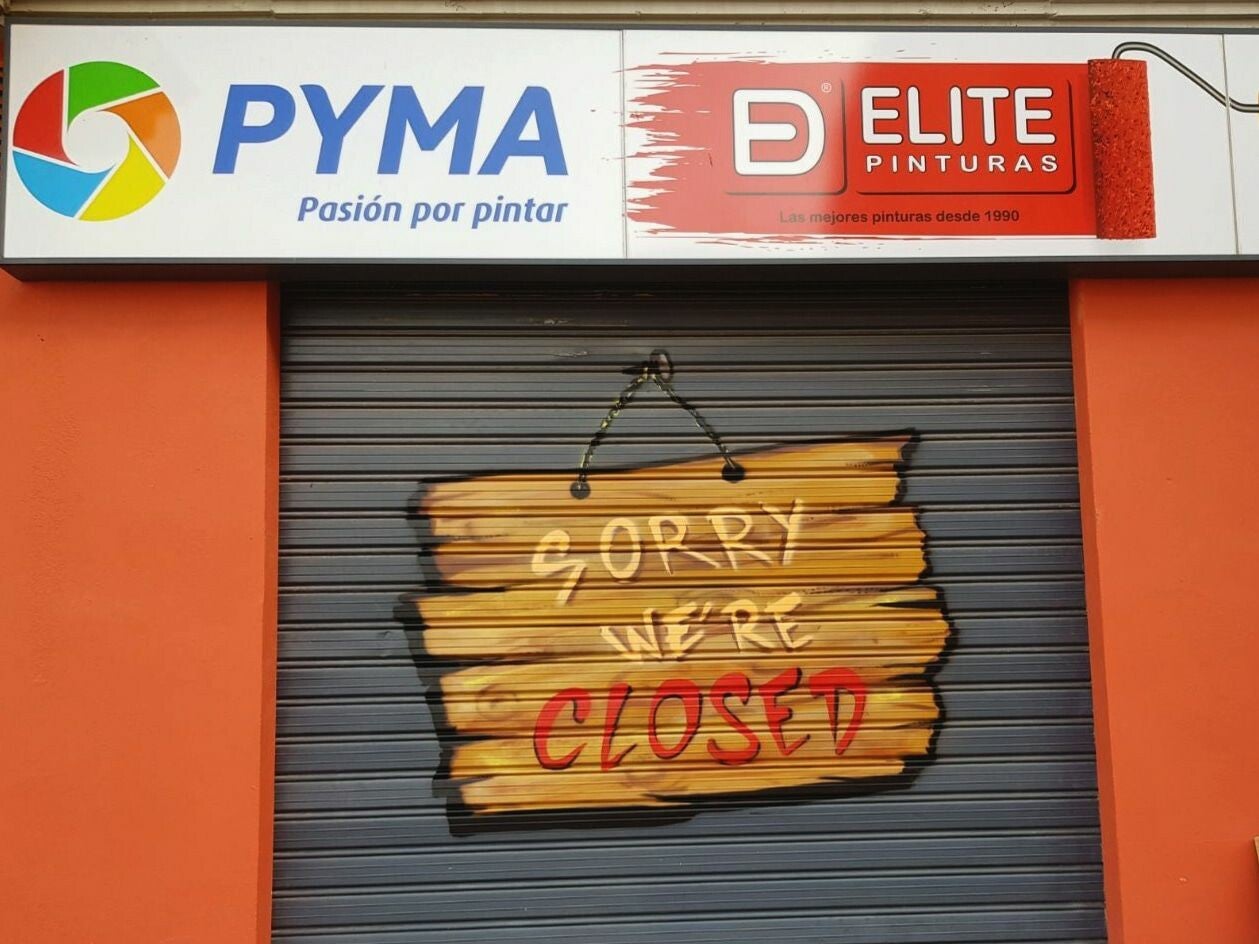 PYMA
Pasión por pintar
ELITE
PINTURAS
Las mejores pinturas desde 1990
SORRY
WE'RE
CLOSED